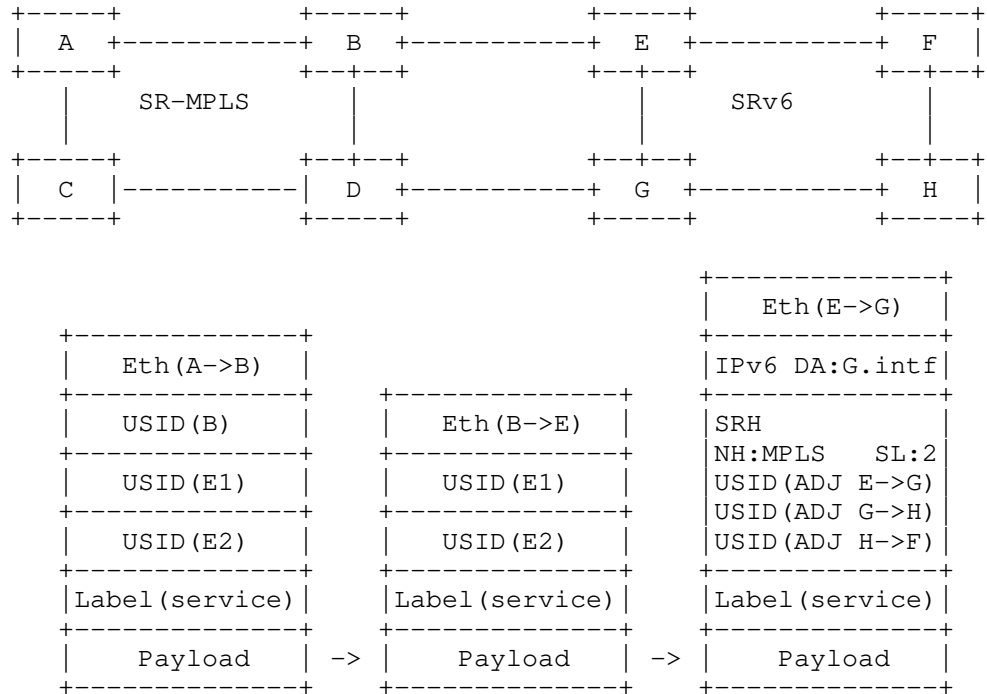 A B E F
SR-MPLS SRv6
C D G H
Eth(E->G)
Eth(A->B) IPv6 DA:G.intf
USID(B) Eth(B->E) SRH
NH:MPLS SL:2
USID(E1) USID(E1) USID(ADJ E->G)
USID(ADJ G->H)
USID(E2) USID(E2) USID(ADJ H->F)
Label(service) Label(service) Label(service)
Payload -> Payload -> Payload